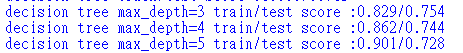 decision tree max_depth=3 train/test score :0.829/0.754
decision tree max_depth=4 train/test score :0.862/0.744
decision tree max_depth=5 train/test score :0.901/0.728